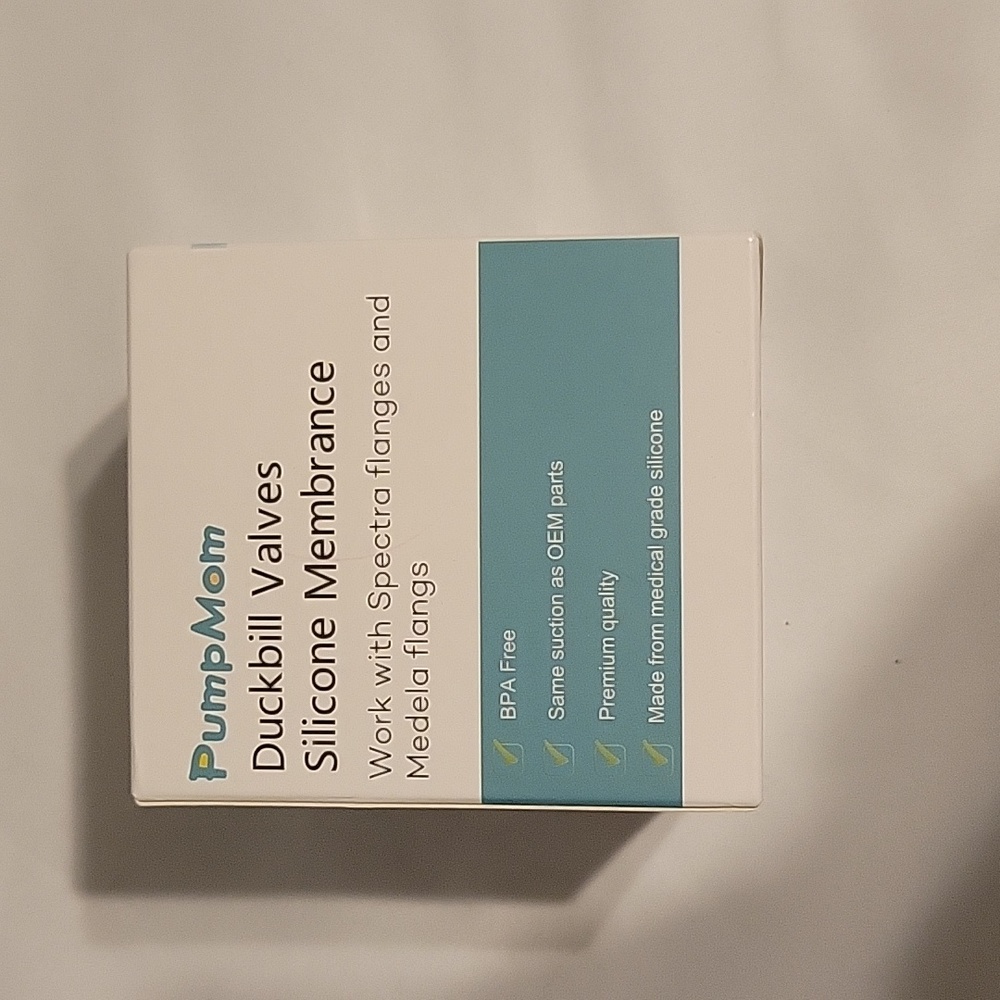 PumpMom
Duckbill Valves
Silicone Membrance
Work with Spectra flanges and
Medela flangs
BPA Free
Same suction as OEM parts
Premium quality
Made from medical grade silicone